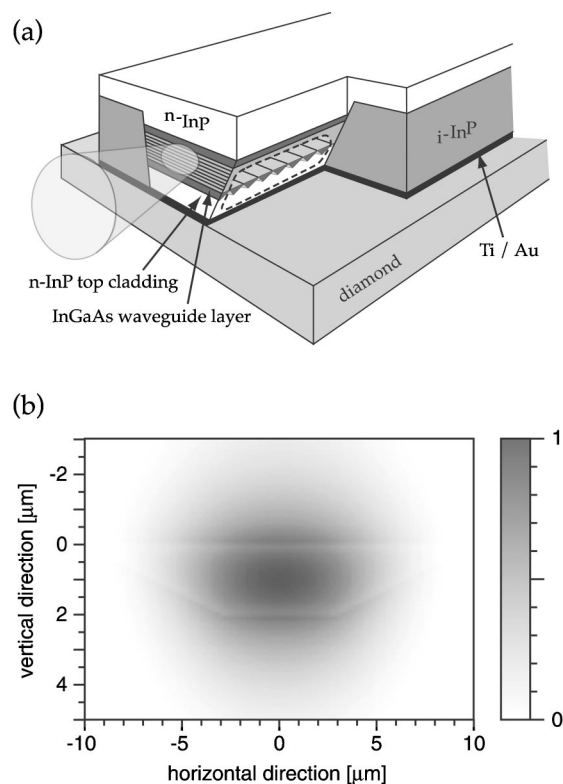 (a)
n-InP
i-InP
Ti / Au
diamond
n-InP top cladding
InGaAs waveguide layer
(b)
-2
0
2
4
vertical direction [μm]
-10
-5
0
5
10
horizontal direction [μm]
1
0